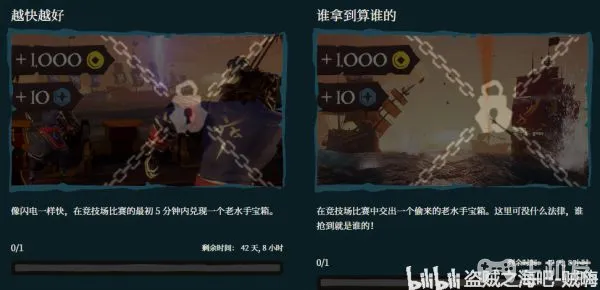 越快越好
+1,000
+10
像闪电一样快，在竞技场比赛的最初 5 分钟内兑现一个老水手宝箱。
0/1
剩余时间： 42 天, 8 小时
谁拿到算谁的
+1,000
+10
在竞技场比赛中交出一个偷来的老水手宝箱。这里可没什么法律，谁
抢到就是谁的！
0/1
bilibili 盗贼之海吧-贼嗨